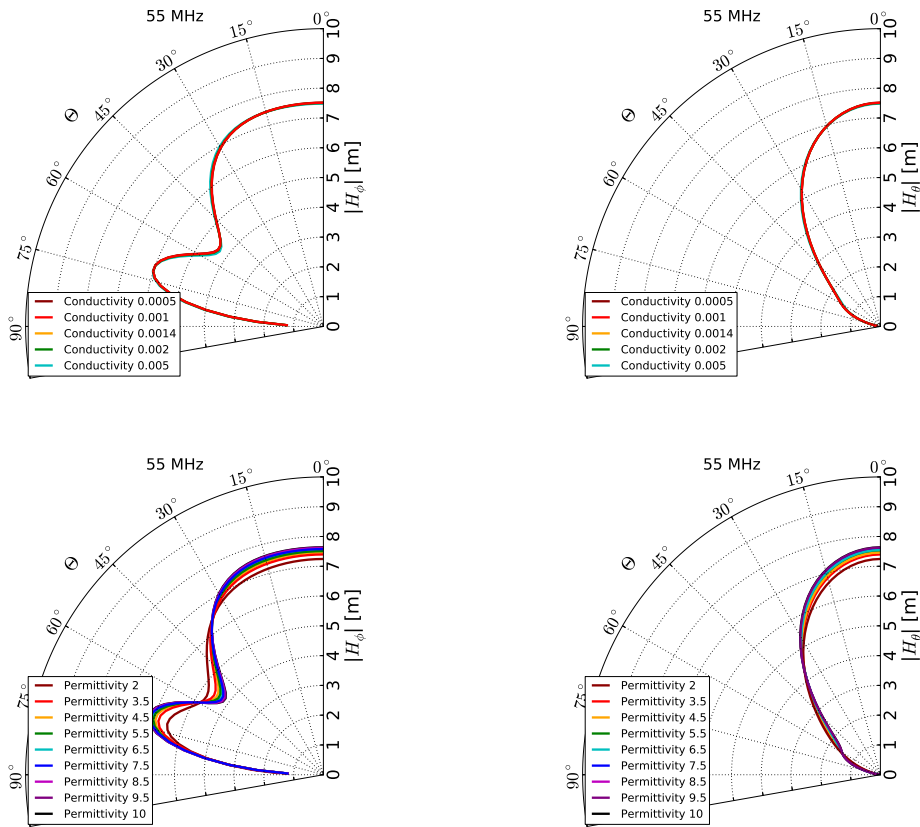 55 MHz
0°
15°
30°
45°
60°
75°
90°
Θ
10
9
8
7
6
5
4
3
2
1
0
|H_ϕ| [m]
Conductivity 0.0005
Conductivity 0.001
Conductivity 0.0014
Conductivity 0.002
Conductivity 0.005
55 MHz
0°
15°
30°
45°
60°
75°
90°
Θ
10
9
8
7
6
5
4
3
2
1
0
|H_θ| [m]
Conductivity 0.0005
Conductivity 0.001
Conductivity 0.0014
Conductivity 0.002
Conductivity 0.005
55 MHz
0°
15°
30°
45°
60°
75°
90°
Θ
10
9
8
7
6
5
4
3
2
1
0
|H_ϕ| [m]
Permittivity 2
Permittivity 3.5
Permittivity 4.5
Permittivity 5.5
Permittivity 6.5
Permittivity 7.5
Permittivity 8.5
Permittivity 9.5
Permittivity 10
55 MHz
0°
15°
30°
45°
60°
75°
90°
Θ
10
9
8
7
6
5
4
3
2
1
0
|H_θ| [m]
Permittivity 2
Permittivity 3.5
Permittivity 4.5
Permittivity 5.5
Permittivity 6.5
Permittivity 7.5
Permittivity 8.5
Permittivity 9.5
Permittivity 10